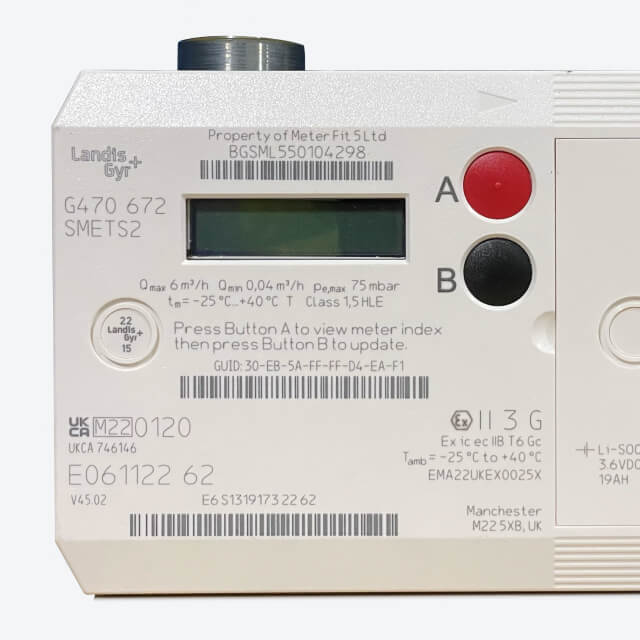 Property of Meter Fit 5 Ltd
BGSML550104298
Landis
Gyr+
G470 672
SMETS2
A
B
Qmax 6 m³/h Qmin 0,04 m³/h pe,max 75 mbar
tm = -25°C...+40°C T Class 1,5 HLE
22
Landis
Gyr+
15
Press Button A to view meter index
then press Button B to update.
GUID: 30-EB-5A-FF-FF-D4-EA-F1
UK
CA M22 0120
UKCA 746146
E061122 62
V45.02
E6 S1319173 22 62
Ex II 3 G
Ex ic ec IIB T6 Gc
Tamb = -25°C to +40°C
EMA22UKEX0025X
Manchester
M22 5XB, UK
3.6VDC
19AH